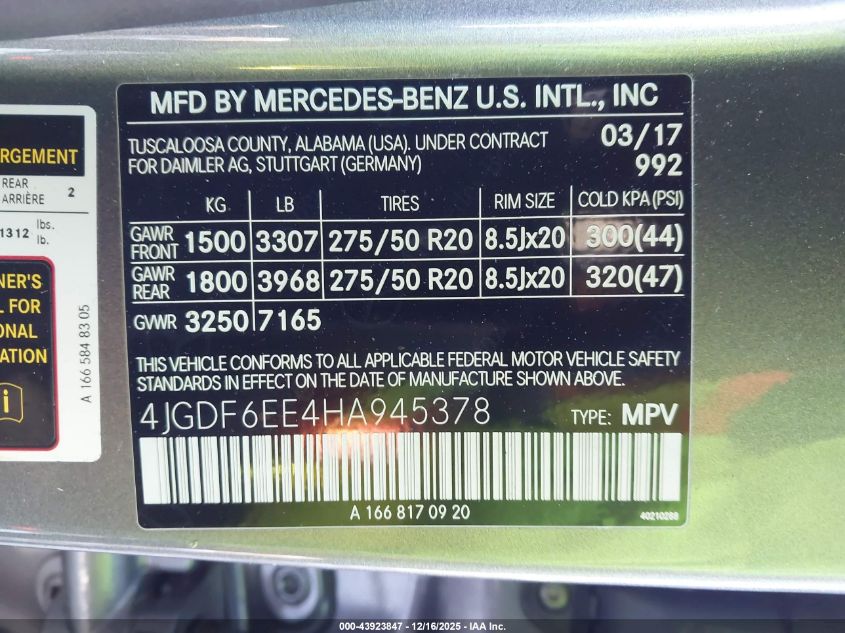 RGEMENT
REAR 2
ARRIÈRE
1312 lbs.
lb.
NER'S
L FOR
ONAL
ATION
i
A 166 584 83 05
MFD BY MERCEDES-BENZ U.S. INTL., INC
TUSCALOOSA COUNTY, ALABAMA (USA). UNDER CONTRACT 03/17
FOR DAIMLER AG, STUTTGART (GERMANY) 992
KG LB TIRES RIM SIZE COLD KPA (PSI)
GAWR FRONT 1500 3307 275/50 R20 8.5Jx20 300(44)
GAWR REAR 1800 3968 275/50 R20 8.5Jx20 320(47)
GVWR 3250 7165
THIS VEHICLE CONFORMS TO ALL APPLICABLE FEDERAL MOTOR VEHICLE SAFETY
STANDARDS IN EFFECT ON THE DATE OF MANUFACTURE SHOWN ABOVE.
4JGDF6EE4HA945378 TYPE: MPV
A 166 817 09 20 40210288
000-43923847 - 12/16/2025 - IAA Inc.